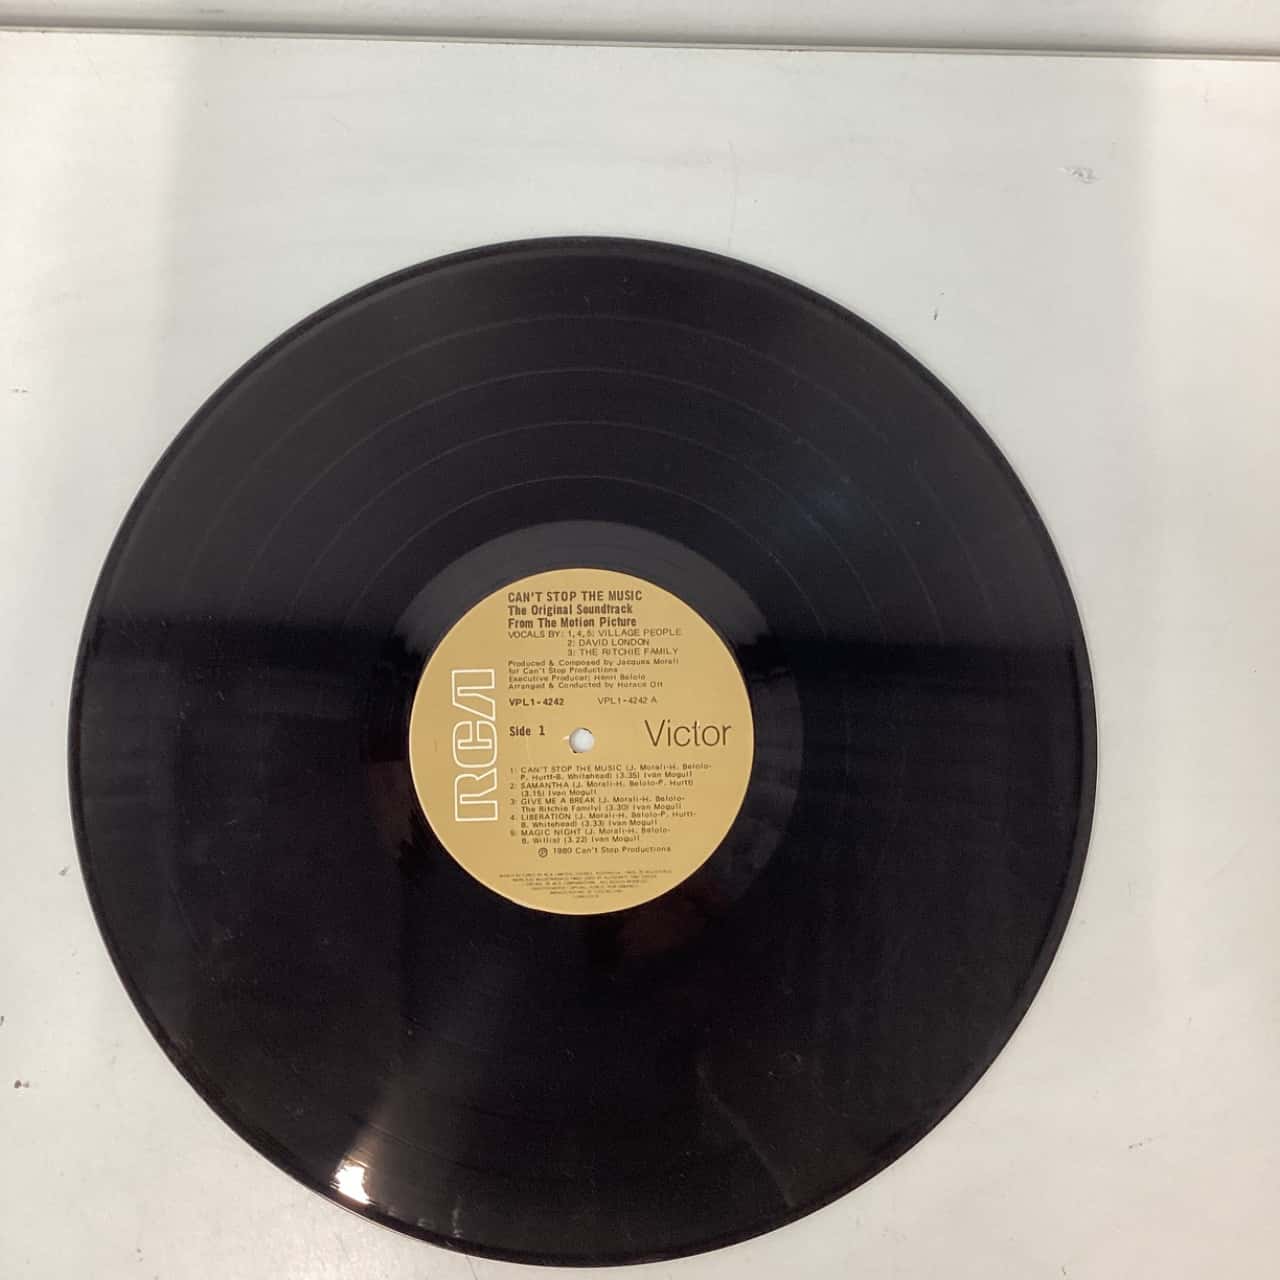 CAN'T STOP THE MUSIC
The Original Soundtrack
From The Motion Picture
VOCALS BY: 1,4,5: VILLAGE PEOPLE
2: DAVID LONDON
3: THE RITCHIE FAMILY
Produced & Composed by Jacques Morali
for Can't Stop Productions
Executive Producer: Henri Belolo
Arranged & Conducted by Horace Ott
VPL1-4242 VPL1-4242 A
RCA
Side 1
Victor
1: CAN'T STOP THE MUSIC (J. Morali-H. Belolo-
P. Hurtt-B. Whitehead) (3.35) Ivan Mogull
2: SAMANTHA (J. Morali-H. Belolo-P. Hurtt)
(3.15) Ivan Mogull
3: GIVE ME A BREAK (J. Morali-H. Belolo-
The Ritchie Family) (3.30) Ivan Mogull
4: LIBERATION (J. Morali-H. Belolo-P. Hurtt-
B. Whitehead) (3.33) Ivan Mogull
5: MAGIC NIGHT (J. Morali-H. Belolo-
B. Willis) (3.22) Ivan Mogull
℗ 1980 Can't Stop Productions